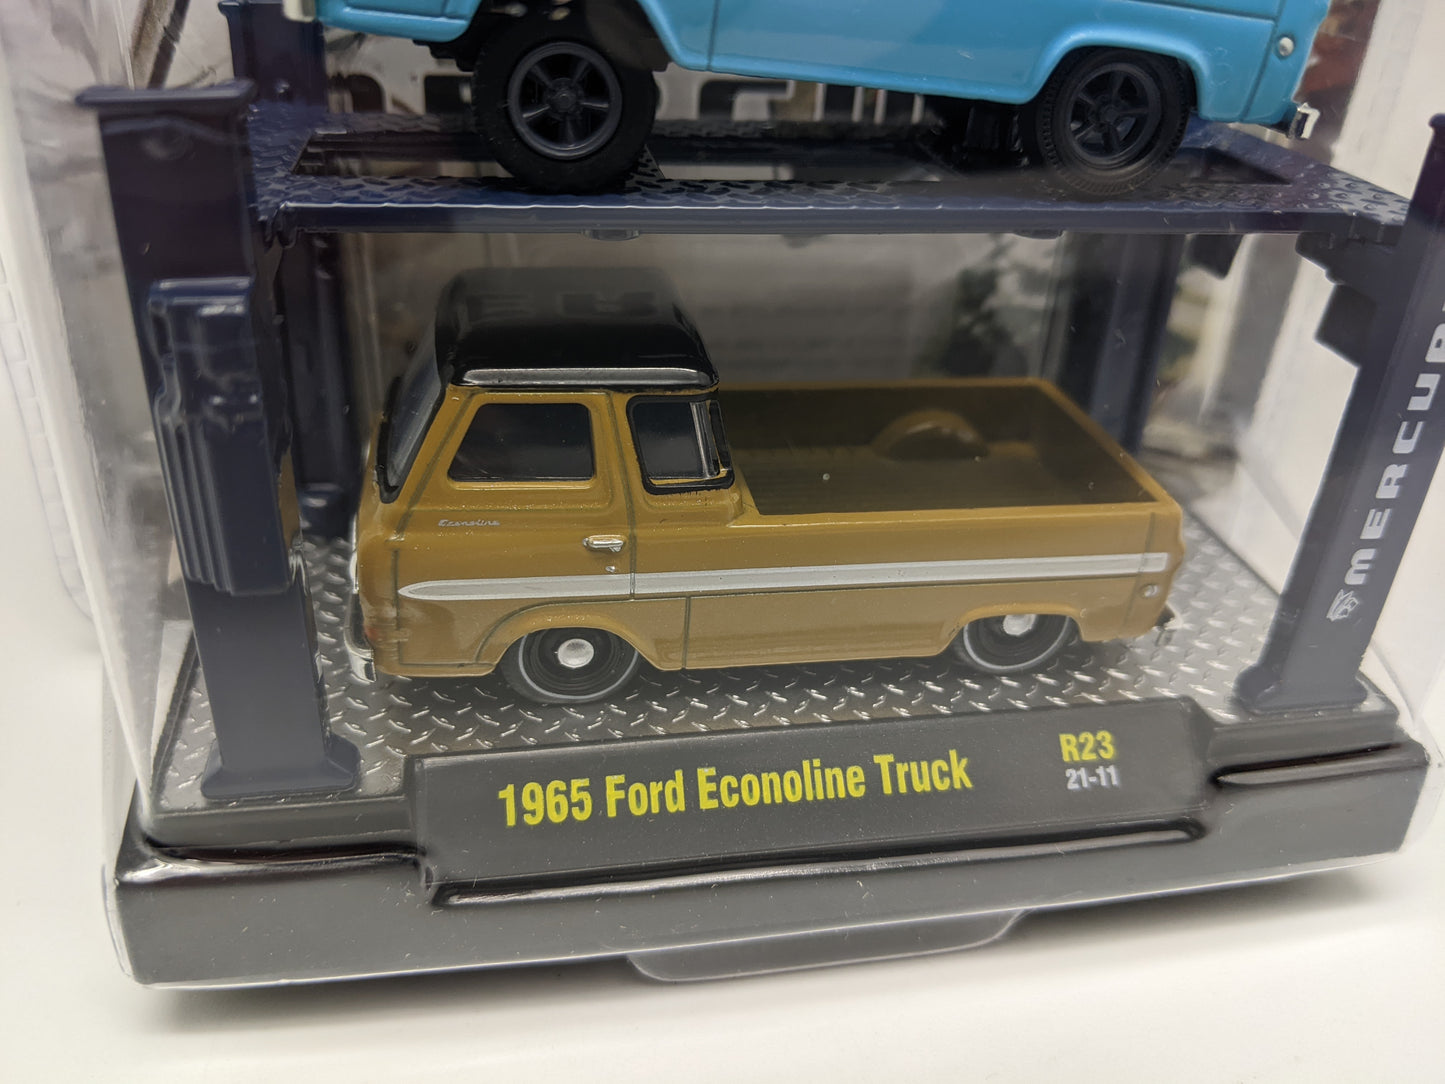 MERCURY
Econoline
1965 Ford Econoline Truck
R23
21-11